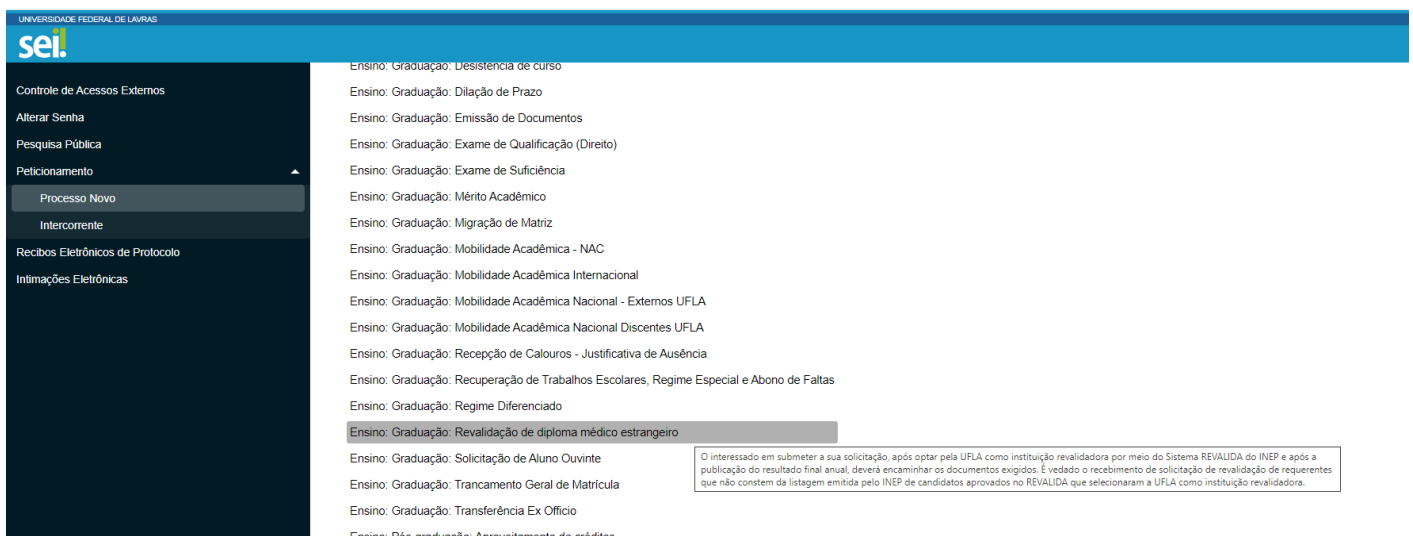 UNIVERSIDADE FEDERAL DE LAVRAS
sei!
Controle de Acessos Externos
Alterar Senha
Pesquisa Pública
Peticionamento
Processo Novo
Intercorrente
Recibos Eletrônicos de Protocolo
Intimações Eletrônicas
Ensino: Graduação: Desistência de curso
Ensino: Graduação: Dilação de Prazo
Ensino: Graduação: Emissão de Documentos
Ensino: Graduação: Exame de Qualificação (Direito)
Ensino: Graduação: Exame de Suficiência
Ensino: Graduação: Mérito Acadêmico
Ensino: Graduação: Migração de Matriz
Ensino: Graduação: Mobilidade Acadêmica - NAC
Ensino: Graduação: Mobilidade Acadêmica Internacional
Ensino: Graduação: Mobilidade Acadêmica Nacional - Externos UFLA
Ensino: Graduação: Mobilidade Acadêmica Nacional Discentes UFLA
Ensino: Graduação: Recepção de Calouros - Justificativa de Ausência
Ensino: Graduação: Recuperação de Trabalhos Escolares, Regime Especial e Abono de Faltas
Ensino: Graduação: Regime Diferenciado
Ensino: Graduação: Revalidação de diploma médico estrangeiro
Ensino: Graduação: Solicitação de Aluno Ouvinte
Ensino: Graduação: Trancamento Geral de Matrícula
Ensino: Graduação: Transferência Ex Officio
Ensino: Pós-graduação: Aproveitamento de créditos
O interessado em submeter a sua solicitação, após optar pela UFLA como instituição revalidadora por meio do Sistema REVALIDA do INEP e após a
publicação do resultado final anual, deverá encaminhar os documentos exigidos. É vedado o recebimento de solicitação de revalidação de requerentes
que não constem da listagem emitida pelo INEP de candidatos aprovados no REVALIDA que selecionaram a UFLA como instituição revalidadora.